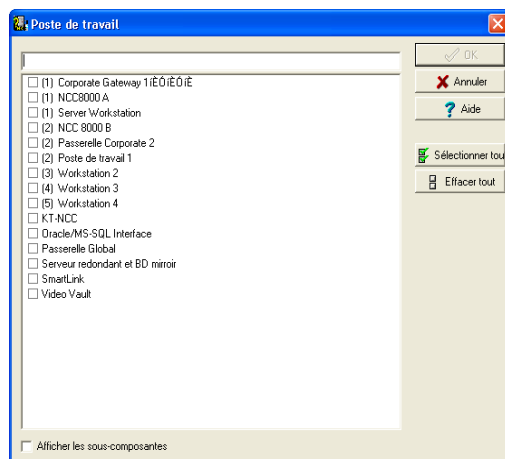 Poste de travail
OK
(1) Corporate Gateway 1íÈÓíÈÔíÈ
Annuler
(1) NCC8000 A
(1) Server Workstation
Aide
(2) NCC 8000 B
(2) Passerelle Corporate 2
(2) Poste de travail 1
Sélectionner tou
(3) Workstation 2
(4) Workstation 3
Effacer tout
(5) Workstation 4
KT-NCC
Oracle/MS-SQL Interface
Passerelle Global
Serveur redondant et BD mirroir
SmartLink
Video Vault
Afficher les sous-composantes